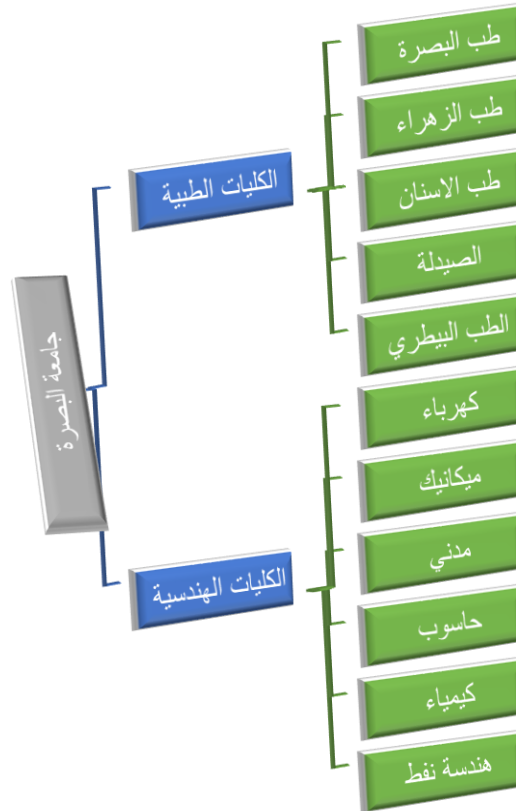 جامعة البصرة
الكليات الطبية
طب البصرة
طب الزهراء
طب الاسنان
الصيدلة
الطب البيطري
الكليات الهندسية
كهرباء
ميكانيك
مدني
حاسوب
كيمياء
هندسة نفط